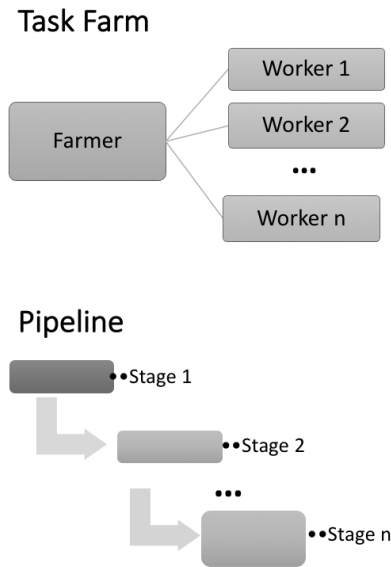 Task Farm
Worker 1
Farmer
Worker 2
...
Worker n
Pipeline
••Stage 1
••Stage 2
...
••Stage n